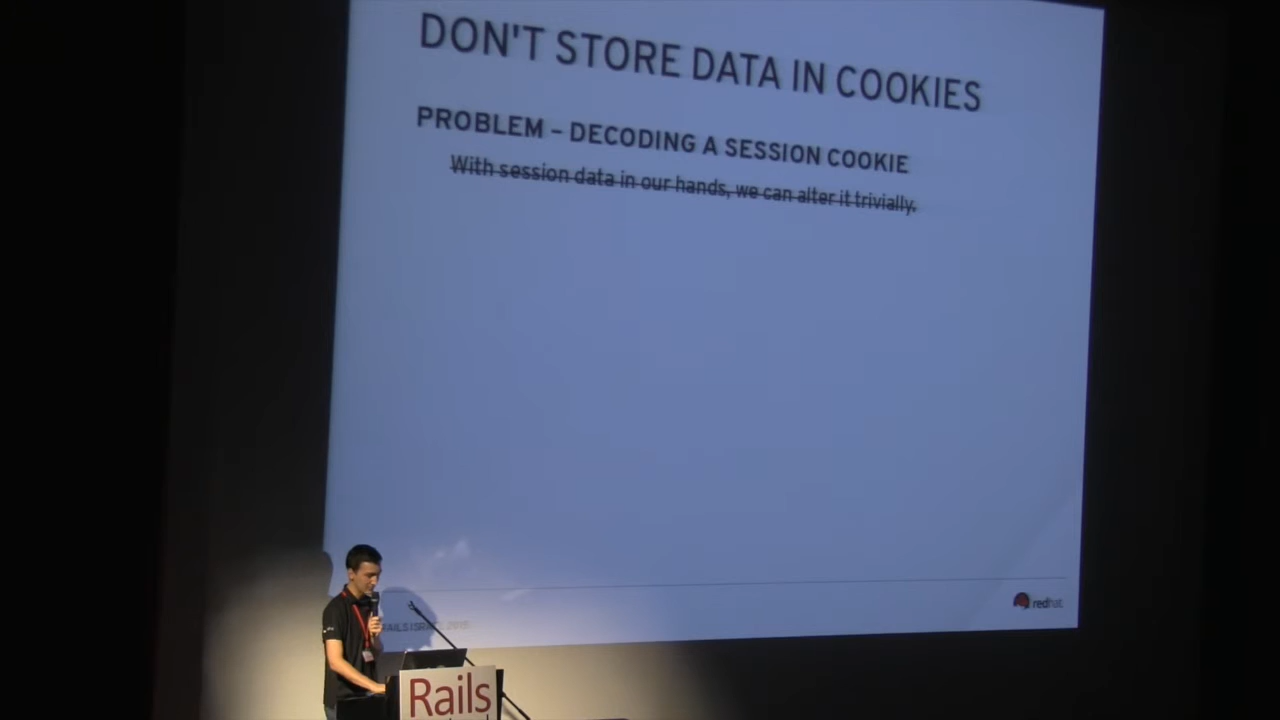 DON'T STORE DATA IN COOKIES
PROBLEM – DECODING A SESSION COOKIE
With session data in our hands, we can alter it trivially.
redhat
Rails